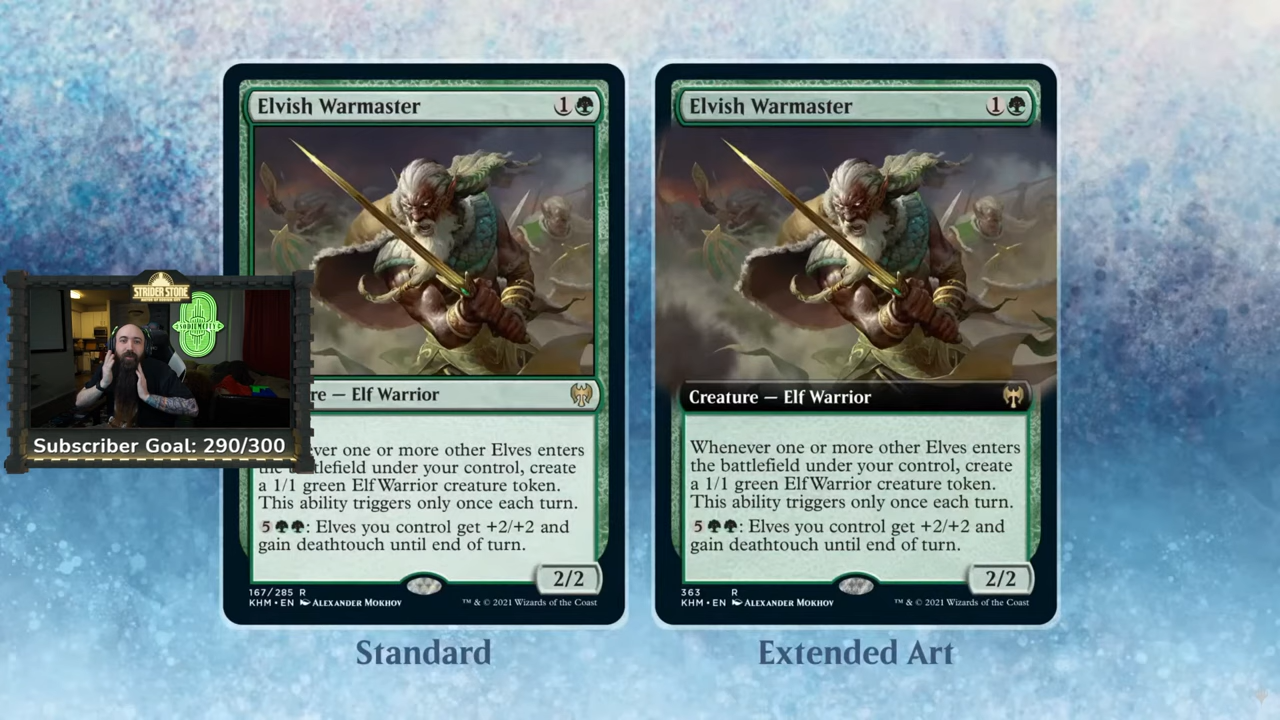 Elvish Warmaster
1
Elvish Warmaster
1
STRIDER STONE
SODIUM CITY
Subscriber Goal: 290/300
re — Elf Warrior
ver one or more other Elves enters
the battlefield under your control, create
a 1/1 green Elf Warrior creature token.
This ability triggers only once each turn.
5 : Elves you control get +2/+2 and
gain deathtouch until end of turn.
2/2
167/285 R
KHM • EN ALEXANDER MOKHOV
™ & © 2021 Wizards of the Coast
Creature — Elf Warrior
Whenever one or more other Elves enters
the battlefield under your control, create
a 1/1 green Elf Warrior creature token.
This ability triggers only once each turn.
5 : Elves you control get +2/+2 and
gain deathtouch until end of turn.
2/2
363 R
KHM • EN ALEXANDER MOKHOV
™ & © 2021 Wizards of the Coast
Standard
Extended Art